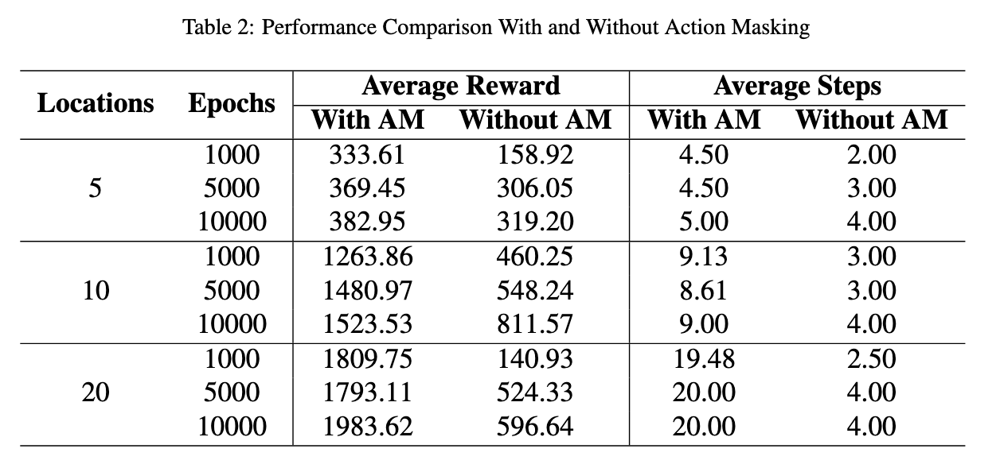 Table 2: Performance Comparison With and Without Action Masking
Locations Epochs Average Reward Average Steps
With AM Without AM With AM Without AM
1000 333.61 158.92 4.50 2.00
5 5000 369.45 306.05 4.50 3.00
10000 382.95 319.20 5.00 4.00
1000 1263.86 460.25 9.13 3.00
10 5000 1480.97 548.24 8.61 3.00
10000 1523.53 811.57 9.00 4.00
1000 1809.75 140.93 19.48 2.50
20 5000 1793.11 524.33 20.00 4.00
10000 1983.62 596.64 20.00 4.00